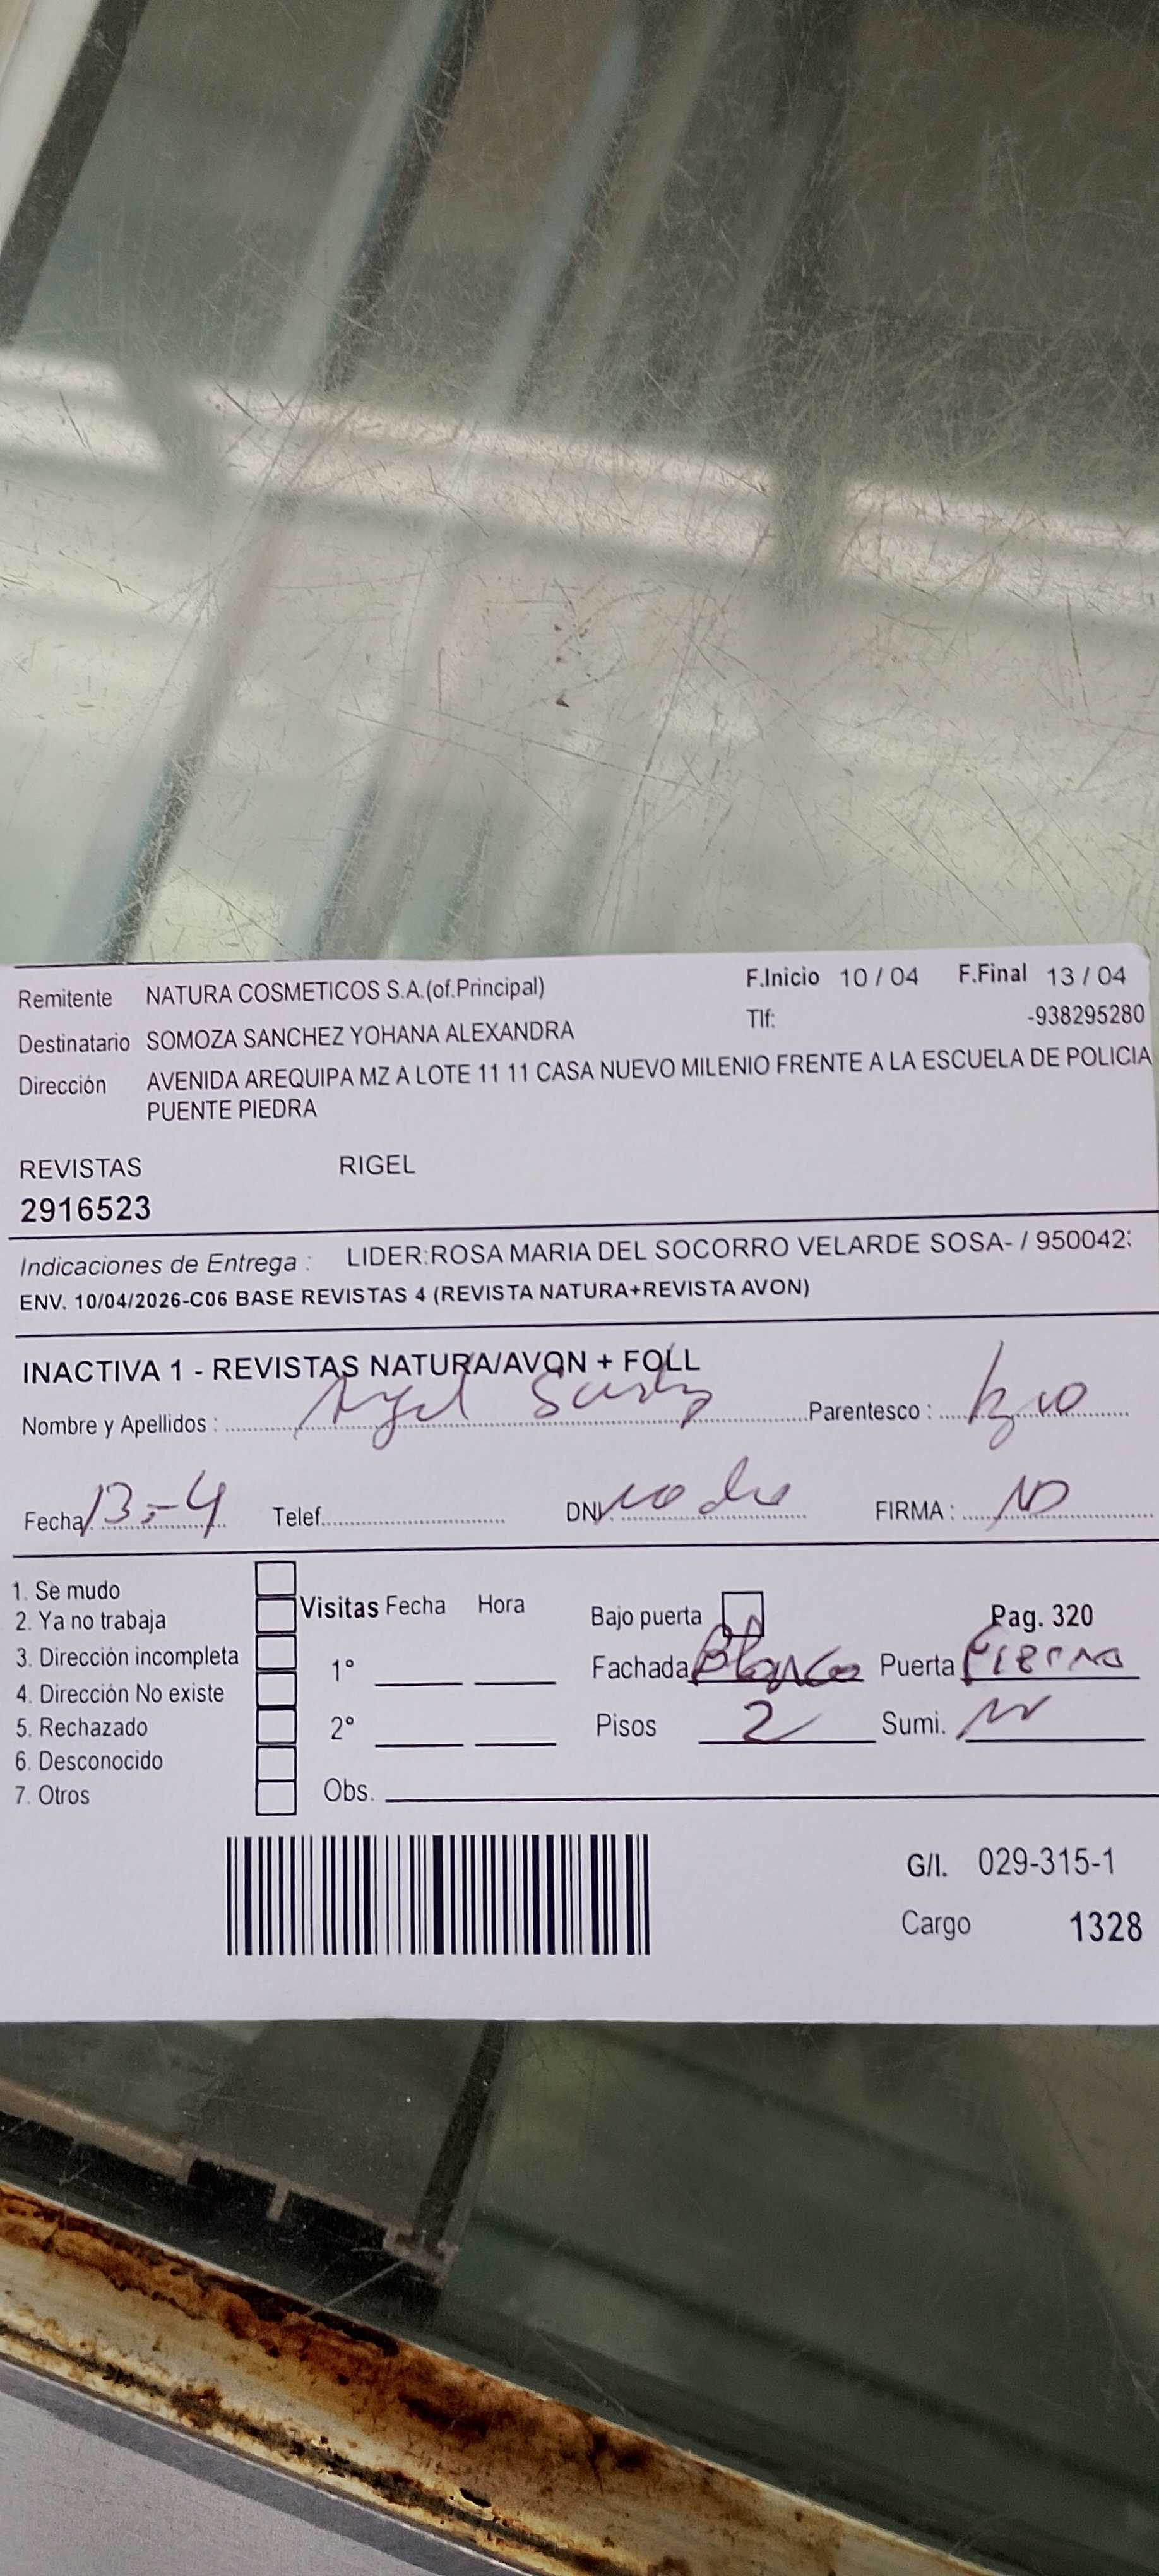 Remitente NATURA COSMETICOS S.A.(of.Principal) F.Inicio 10 / 04 F.Final 13 / 04
Destinatario SOMOZA SANCHEZ YOHANA ALEXANDRA Tlf: -938295280
Dirección AVENIDA AREQUIPA MZ A LOTE 11 11 CASA NUEVO MILENIO FRENTE A LA ESCUELA DE POLICIA
PUENTE PIEDRA
REVISTAS RIGEL
2916523
Indicaciones de Entrega : LIDER:ROSA MARIA DEL SOCORRO VELARDE SOSA- / 950042
ENV. 10/04/2026-C06 BASE REVISTAS 4 (REVISTA NATURA+REVISTA AVON)
INACTIVA 1 - REVISTAS NATURA/AVON + FOLL
Nombre y Apellidos : Parentesco :
Fecha 13-4 Telef. DNI FIRMA :
1. Se mudo
2. Ya no trabaja Visitas Fecha Hora Bajo puerta Pag. 320
3. Dirección incompleta 1° Fachada Blanco Puerta Fierro
4. Dirección No existe
5. Rechazado 2° Pisos 2 Sumi.
6. Desconocido
7. Otros Obs.
G/I. 029-315-1
Cargo 1328